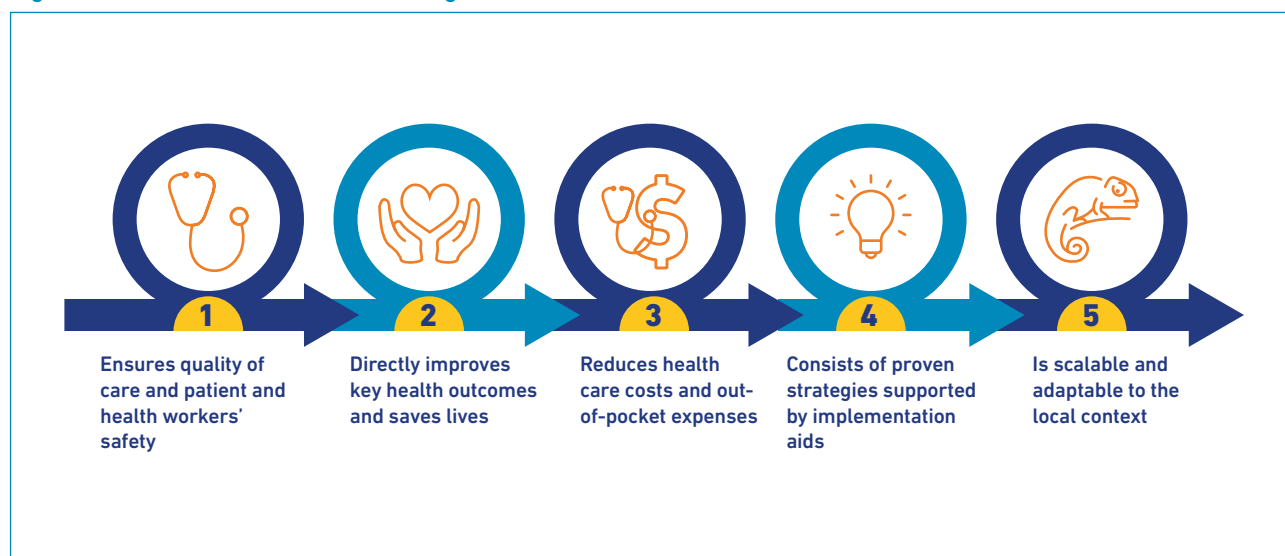 1
Ensures quality of
care and patient and
health workers'
safety
2
Directly improves
key health outcomes
and saves lives
3
Reduces health
care costs and out-
of-pocket expenses
4
Consists of proven
strategies supported
by implementation
aids
5
Is scalable and
adaptable to the
local context